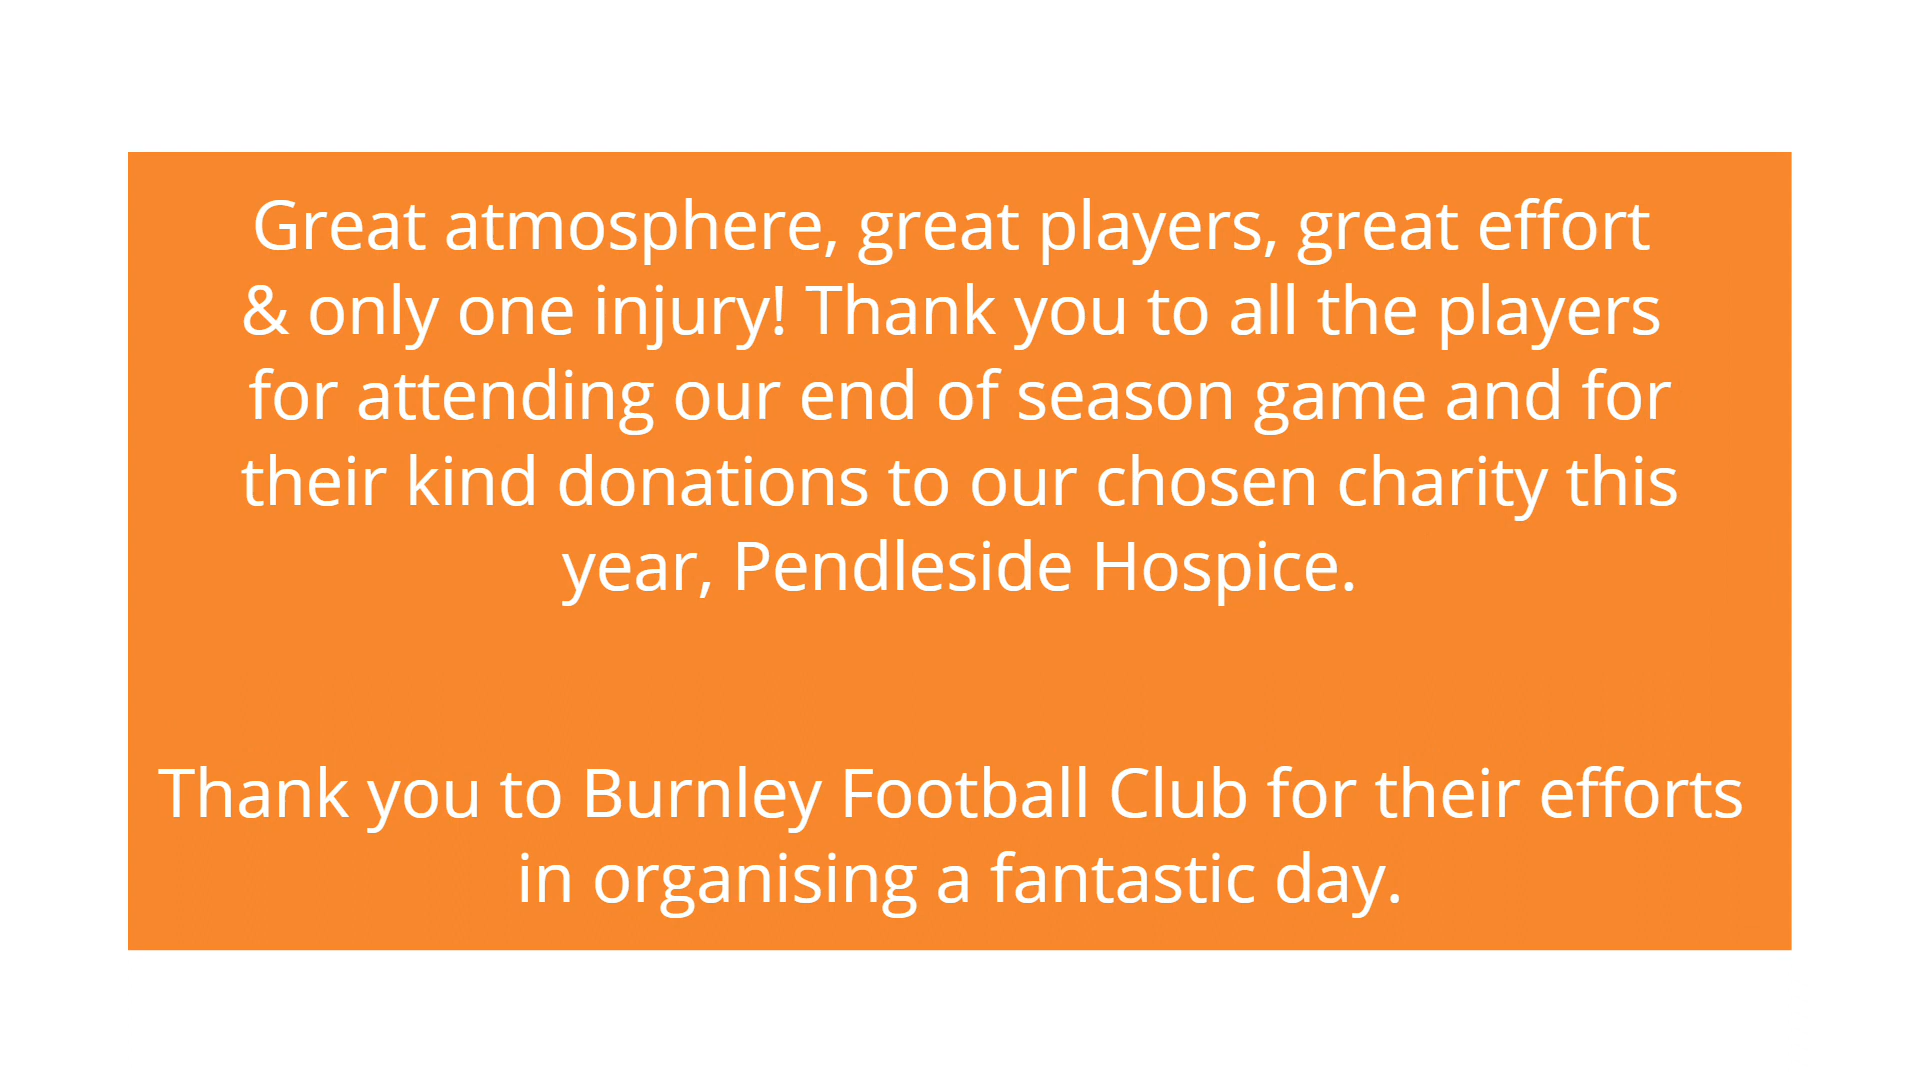 Great atmosphere, great players, great effort
& only one injury! Thank you to all the players
for attending our end of season game and for
their kind donations to our chosen charity this
year, Pendleside Hospice.
Thank you to Burnley Football Club for their efforts
in organising a fantastic day.